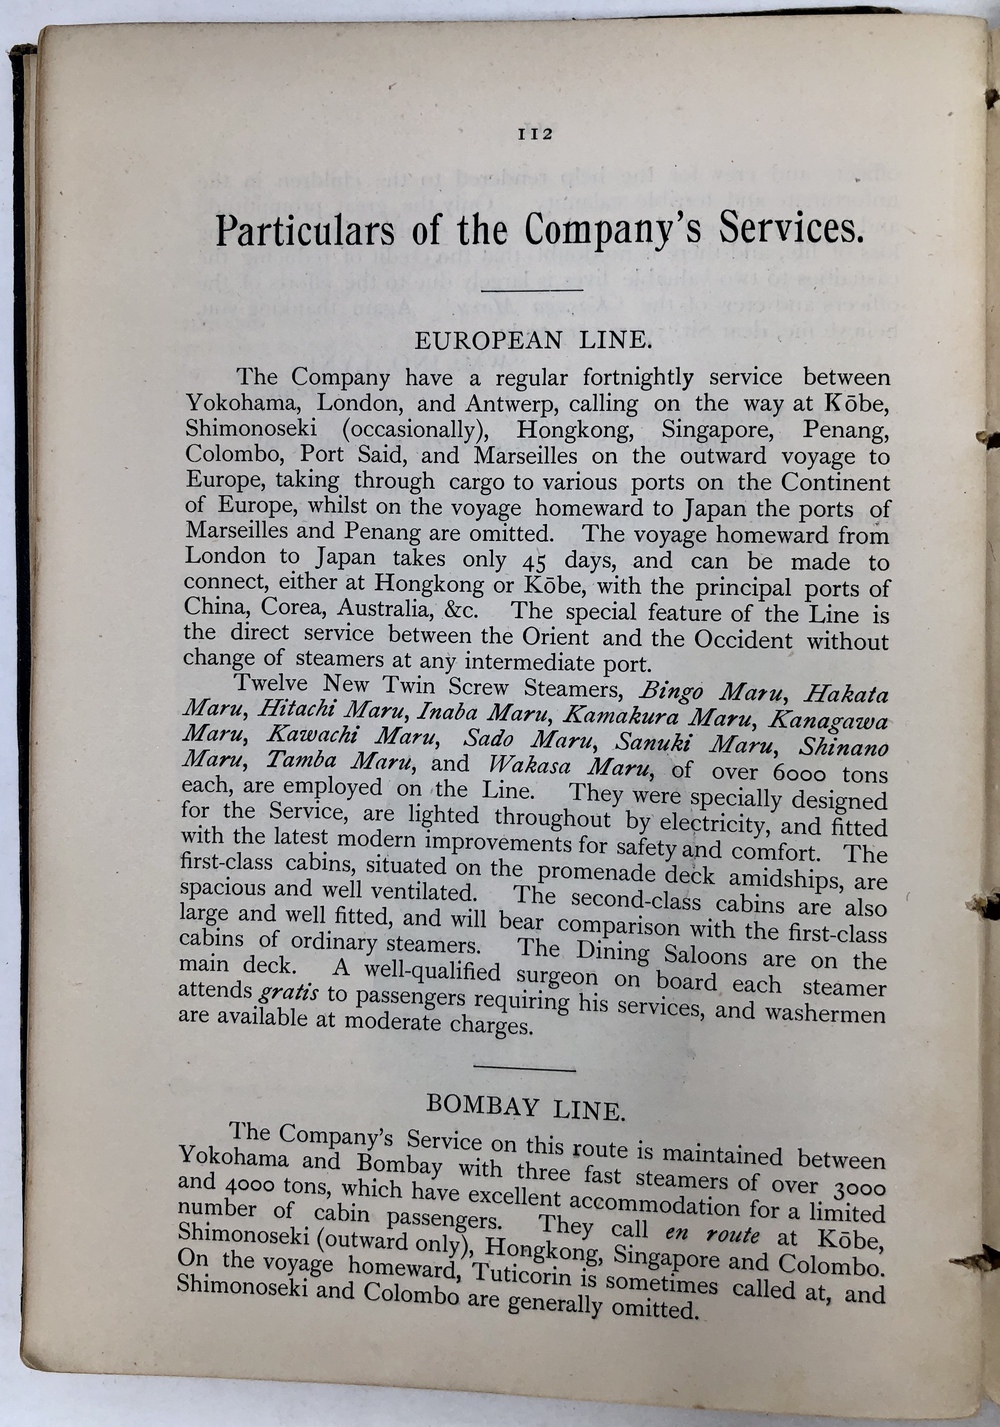 112
Particulars of the Company's Services.
EUROPEAN LINE.
The Company have a regular fortnightly service between
Yokohama, London, and Antwerp, calling on the way at Kōbe,
Shimonoseki (occasionally), Hongkong, Singapore, Penang,
Colombo, Port Said, and Marseilles on the outward voyage to
Europe, taking through cargo to various ports on the Continent
of Europe, whilst on the voyage homeward to Japan the ports of
Marseilles and Penang are omitted. The voyage homeward from
London to Japan takes only 45 days, and can be made to
connect, either at Hongkong or Kōbe, with the principal ports of
China, Corea, Australia, &c. The special feature of the Line is
the direct service between the Orient and the Occident without
change of steamers at any intermediate port.
Twelve New Twin Screw Steamers, Bingo Maru, Hakata
Maru, Hitachi Maru, Inaba Maru, Kamakura Maru, Kanagawa
Maru, Kawachi Maru, Sado Maru, Sanuki Maru, Shinano
Maru, Tamba Maru, and Wakasa Maru, of over 6000 tons
each, are employed on the Line. They were specially designed
for the Service, are lighted throughout by electricity, and fitted
with the latest modern improvements for safety and comfort. The
first-class cabins, situated on the promenade deck amidships, are
spacious and well ventilated. The second-class cabins are also
large and well fitted, and will bear comparison with the first-class
cabins of ordinary steamers. The Dining Saloons are on the
main deck. A well-qualified surgeon on board each steamer
attends gratis to passengers requiring his services, and washermen
are available at moderate charges.
BOMBAY LINE.
The Company's Service on this route is maintained between
Yokohama and Bombay with three fast steamers of over 3000
and 4000 tons, which have excellent accommodation for a limited
number of cabin passengers. They call en route at Kōbe,
Shimonoseki (outward only), Hongkong, Singapore and Colombo.
On the voyage homeward, Tuticorin is sometimes called at, and
Shimonoseki and Colombo are generally omitted.